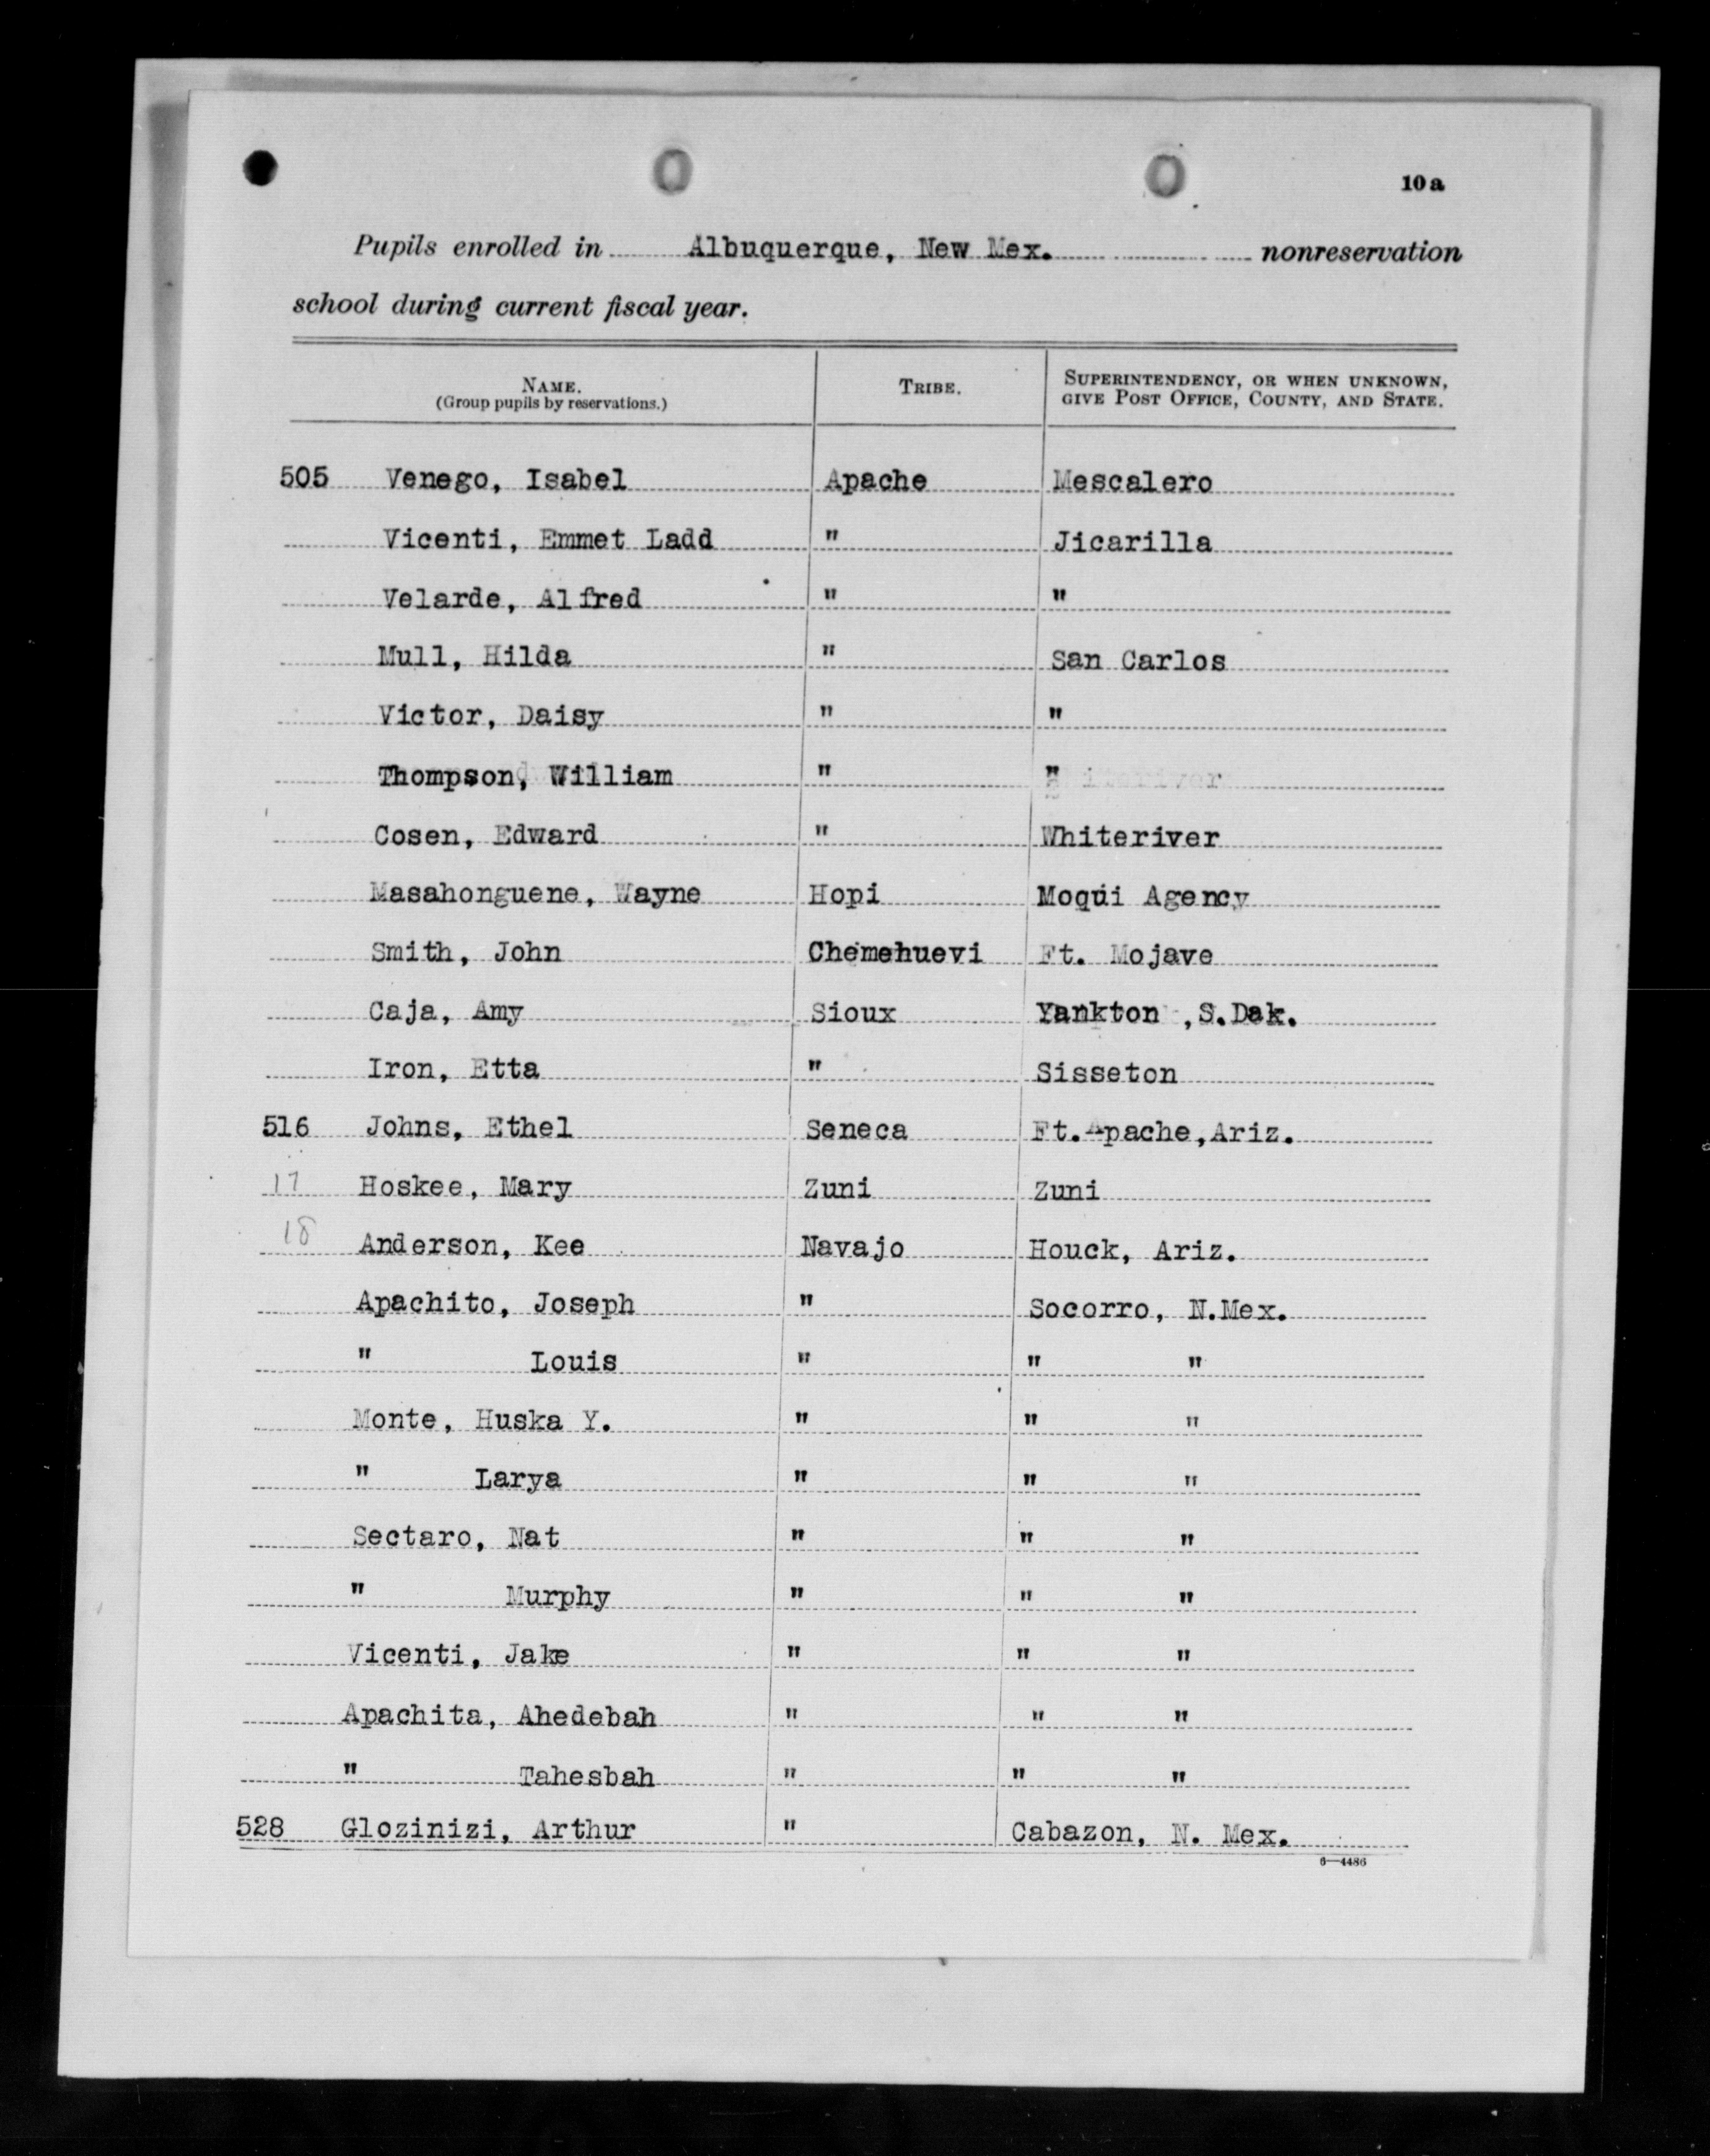 10a
Pupils enrolled in Albuquerque, New Mex. nonreservation
school during current fiscal year.
NAME. TRIBE. SUPERINTENDENCY, OR WHEN UNKNOWN,
(Group pupils by reservations.) GIVE POST OFFICE, COUNTY, AND STATE.
505 Venego, Isabel Apache Mescalero
Vicenti, Emmet Ladd " Jicarilla
Velarde, Alfred " "
Mull, Hilda " San Carlos
Victor, Daisy " "
Thompson, William " "
Cosen, Edward " Whiteriver
Masahonguene, Wayne Hopi Moqui Agency
Smith, John Chemehuevi Ft. Mojave
Caja, Amy Sioux Yankton ,S.Dak.
Iron, Etta " Sisseton
516 Johns, Ethel Seneca Ft.Apache,Ariz.
17 Hoskee, Mary Zuni Zuni
18 Anderson, Kee Navajo Houck, Ariz.
Apachito, Joseph " Socorro, N.Mex.
" Louis " " "
Monte, Huska Y. " " "
" Larya " " "
Sectaro, Nat " " "
" Murphy " " "
Vicenti, Jake " " "
Apachita, Ahedebah " " "
" Tahesbah " " "
528 Glozinizi, Arthur " Cabazon, N. Mex.
6—4486